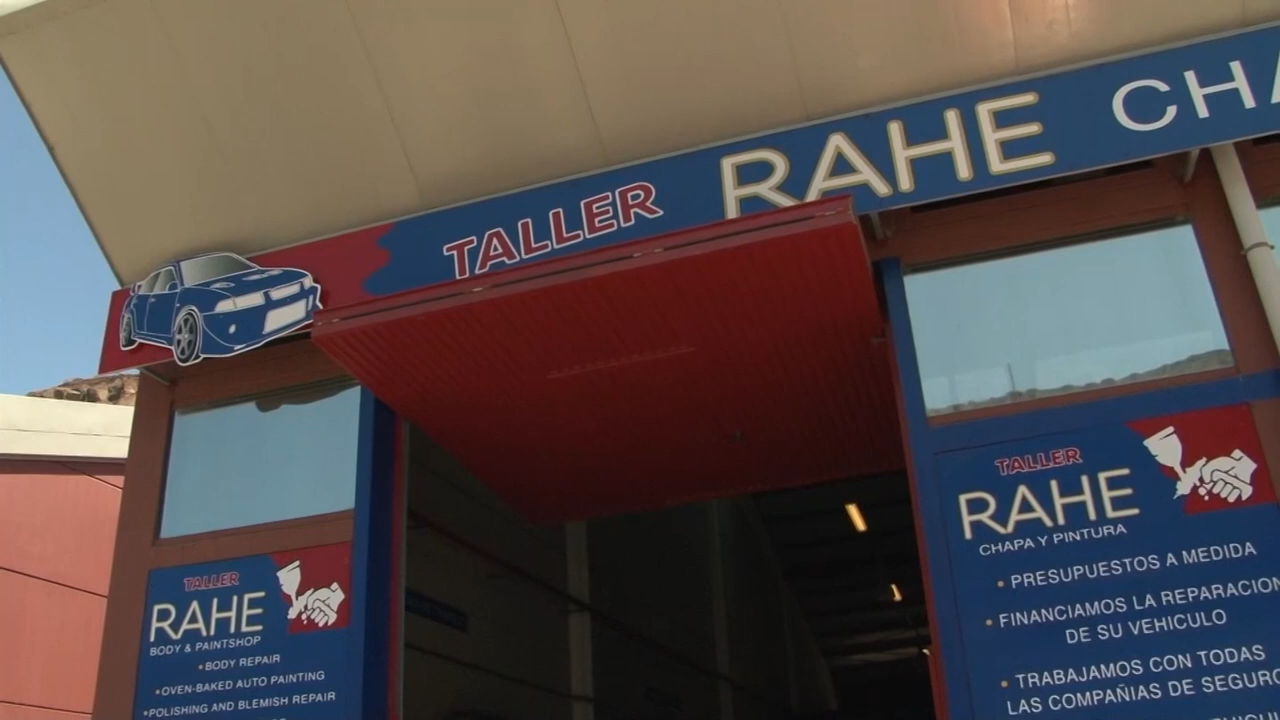 TALLER RAHE CHA
TALLER
RAHE
BODY & PAINTSHOP
•BODY REPAIR
•OVEN-BAKED AUTO PAINTING
•POLISHING AND BLEMISH REPAIR
TALLER
RAHE
CHAPA Y PINTURA
• PRESUPUESTOS A MEDIDA
• FINANCIAMOS LA REPARACION
DE SU VEHICULO
• TRABAJAMOS CON TODAS
LAS COMPAÑIAS DE SEGURO